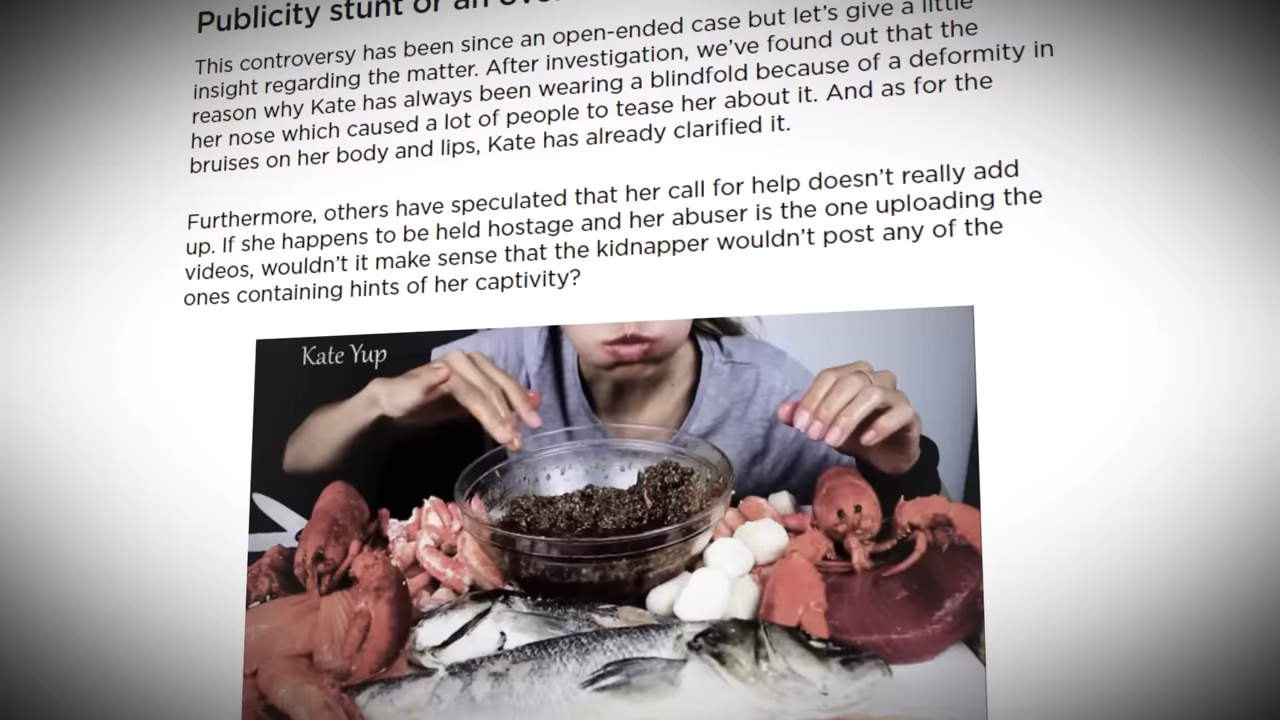 Publicity stunt or an
This controversy has been since an open-ended case but let's give a little
insight regarding the matter. After investigation, we've found out that the
reason why Kate has always been wearing a blindfold because of a deformity in
her nose which caused a lot of people to tease her about it. And as for the
bruises on her body and lips, Kate has already clarified it.
Furthermore, others have speculated that her call for help doesn't really add
up. If she happens to be held hostage and her abuser is the one uploading the
videos, wouldn't it make sense that the kidnapper wouldn't post any of the
ones containing hints of her captivity?
Kate Yup